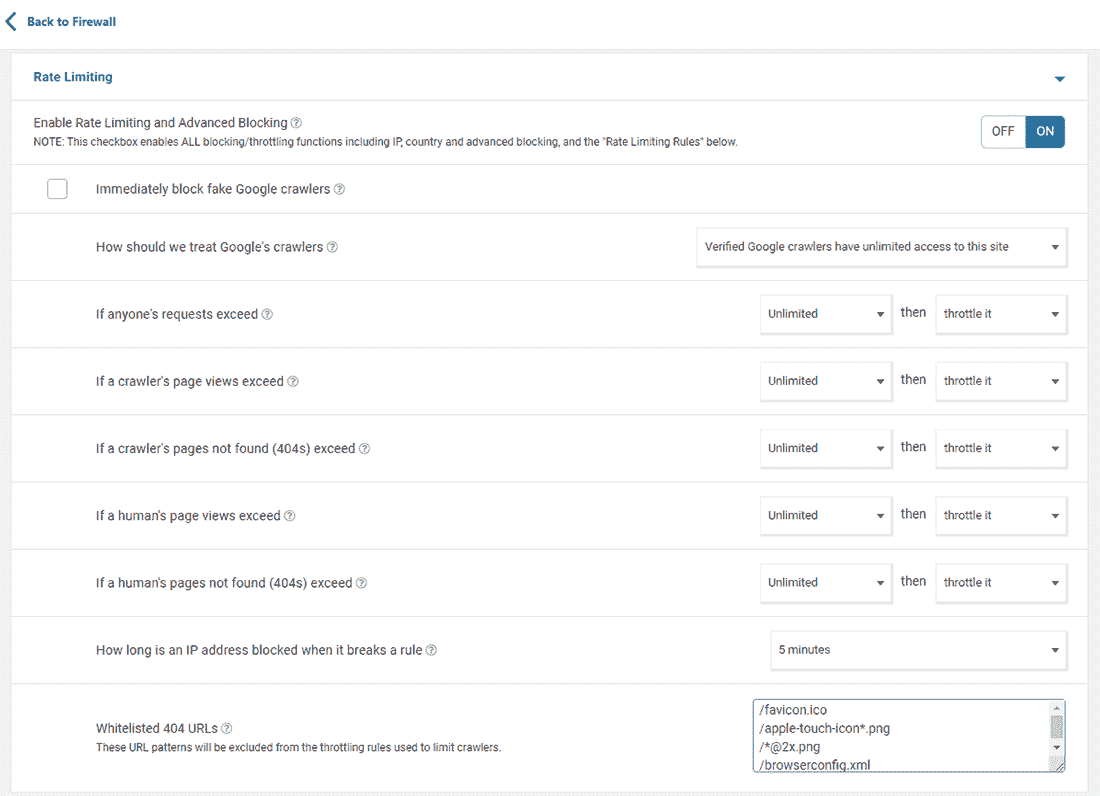 Back to Firewall
Rate Limiting
Enable Rate Limiting and Advanced Blocking
NOTE: This checkbox enables ALL blocking/throttling functions including IP, country and advanced blocking, and the "Rate Limiting Rules" below.
OFF ON
Immediately block fake Google crawlers
How should we treat Google's crawlers Verified Google crawlers have unlimited access to this site
If anyone's requests exceed Unlimited then throttle it
If a crawler's page views exceed Unlimited then throttle it
If a crawler's pages not found (404s) exceed Unlimited then throttle it
If a human's page views exceed Unlimited then throttle it
If a human's pages not found (404s) exceed Unlimited then throttle it
How long is an IP address blocked when it breaks a rule 5 minutes
Whitelisted 404 URLs
These URL patterns will be excluded from the throttling rules used to limit crawlers.
/favicon.ico
/apple-touch-icon*.png
/*@2x.png
/browserconfig.xml